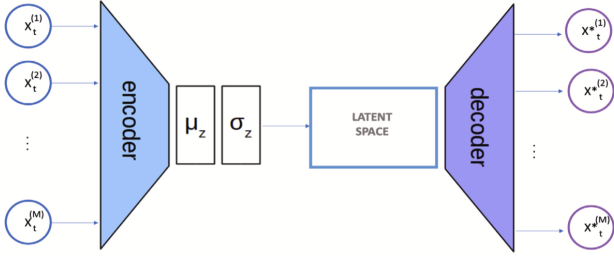 X_t^(1)
X_t^(2)
...
X_t^(M)
encoder
μ_z
σ_z
LATENT
SPACE
decoder
X*_t^(1)
X*_t^(2)
...
X*_t^(M)